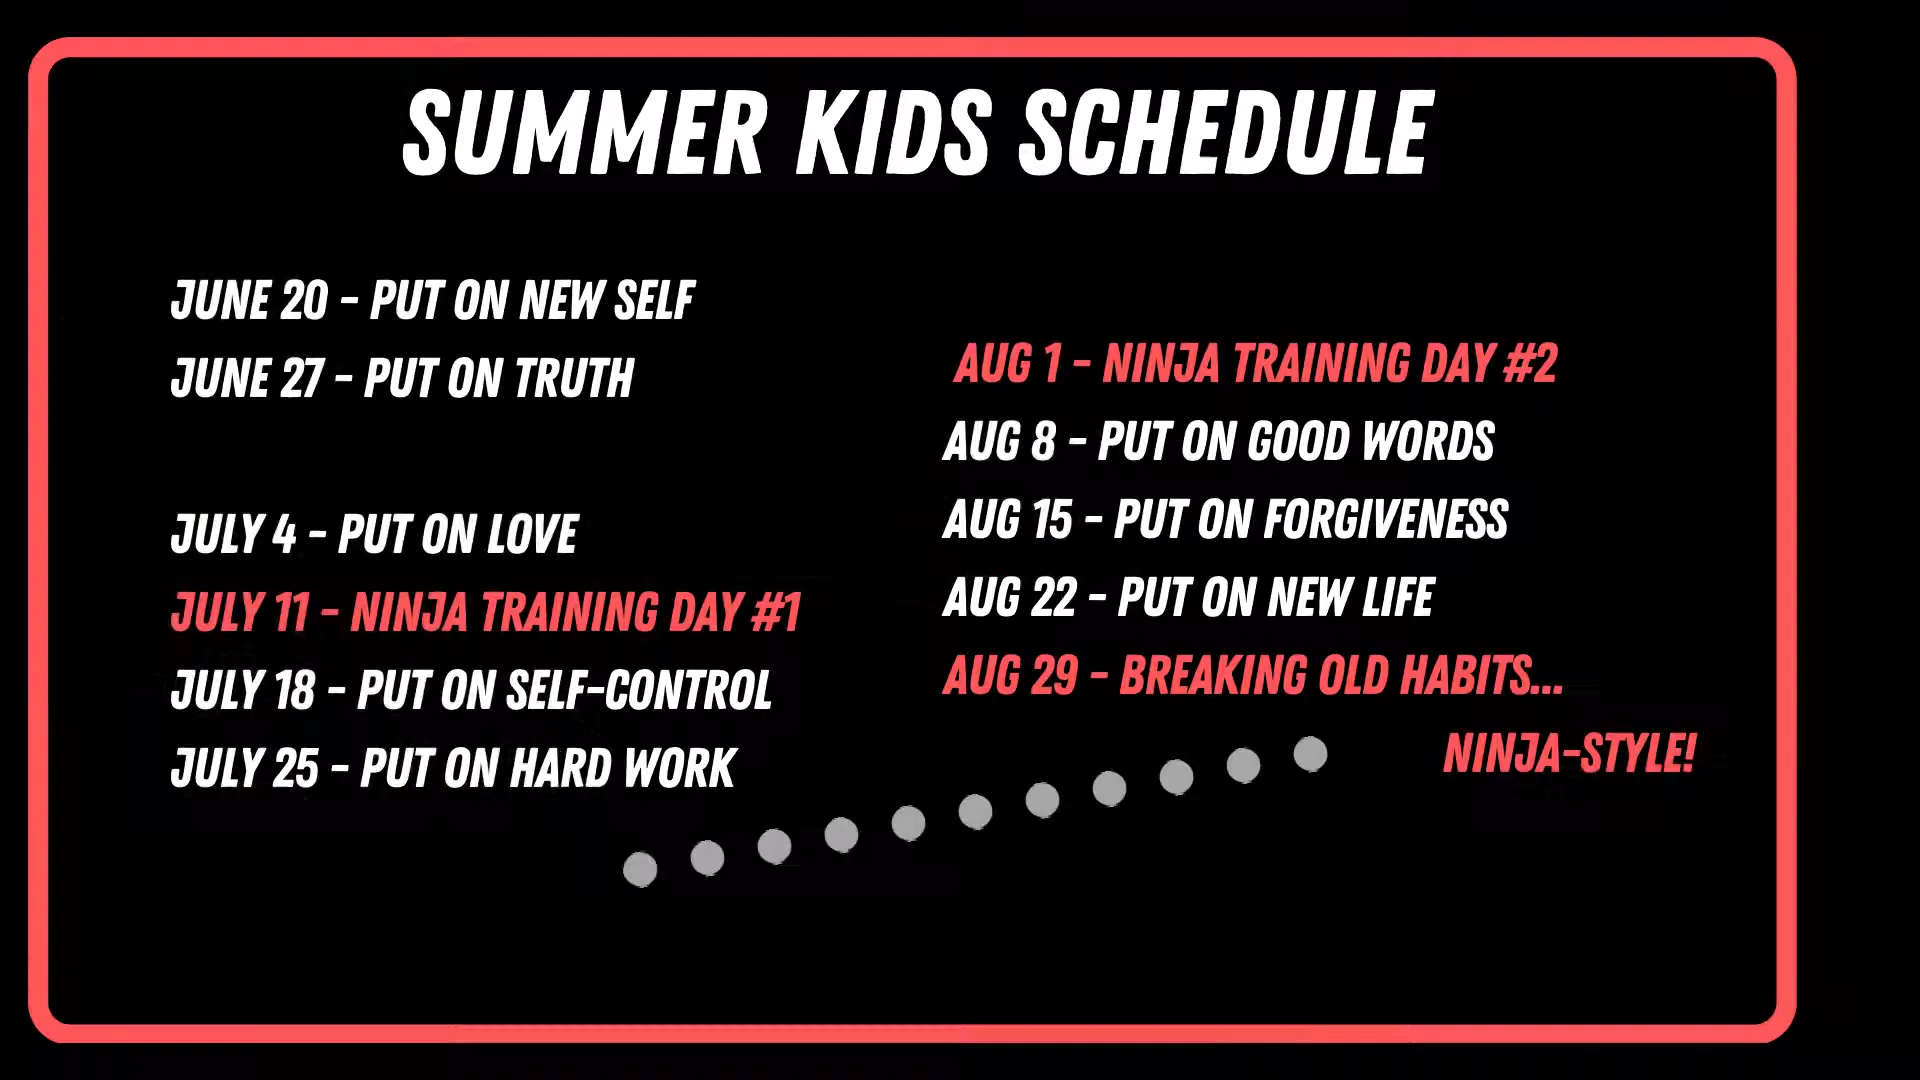 SUMMER KIDS SCHEDULE
JUNE 20 - PUT ON NEW SELF
JUNE 27 - PUT ON TRUTH
JULY 4 - PUT ON LOVE
JULY 11 - NINJA TRAINING DAY #1
JULY 18 - PUT ON SELF-CONTROL
JULY 25 - PUT ON HARD WORK
AUG 1 - NINJA TRAINING DAY #2
AUG 8 - PUT ON GOOD WORDS
AUG 15 - PUT ON FORGIVENESS
AUG 22 - PUT ON NEW LIFE
AUG 29 - BREAKING OLD HABITS...
NINJA-STYLE!